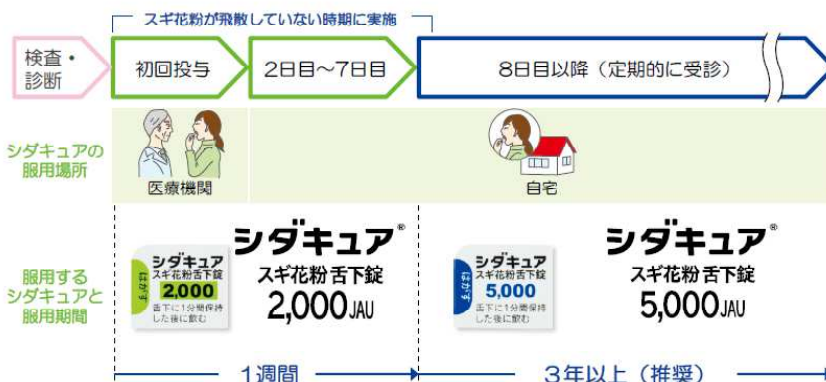 スギ花粉が飛散していない時期に実施
検査・
診断
初回投与
2日目～7日目
8日目以降（定期的に受診）
シダキュアの
服用場所
医療機関
自宅
服用する
シダキュアと
服用期間
はがす
シダキュア
スギ花粉舌下錠
2,000
舌下に1分間保持
した後に飲む
シダキュア®
スギ花粉舌下錠
2,000JAU
はがす
シダキュア
スギ花粉舌下錠
5,000
舌下に1分間保持
した後に飲む
シダキュア®
スギ花粉舌下錠
5,000JAU
1週間
3年以上（推奨）